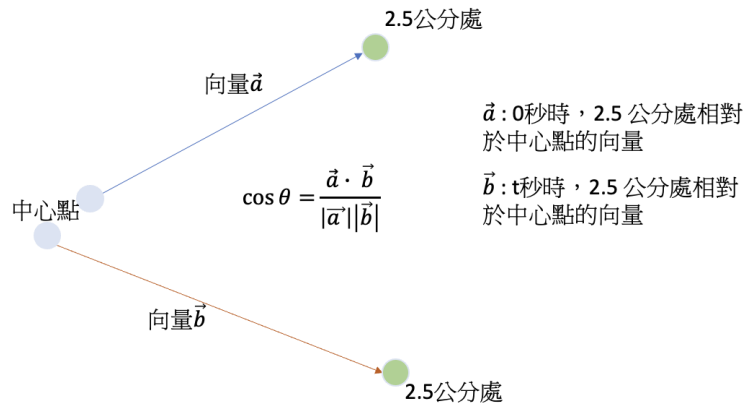 2.5公分處
向量a⃗
a⃗ : 0秒時，2.5 公分處相對
於中心點的向量
b⃗ : t秒時，2.5 公分處相對
於中心點的向量
cos θ = (a⃗ · b⃗) / (|a⃗||b⃗|)
中心點
向量b⃗
2.5公分處